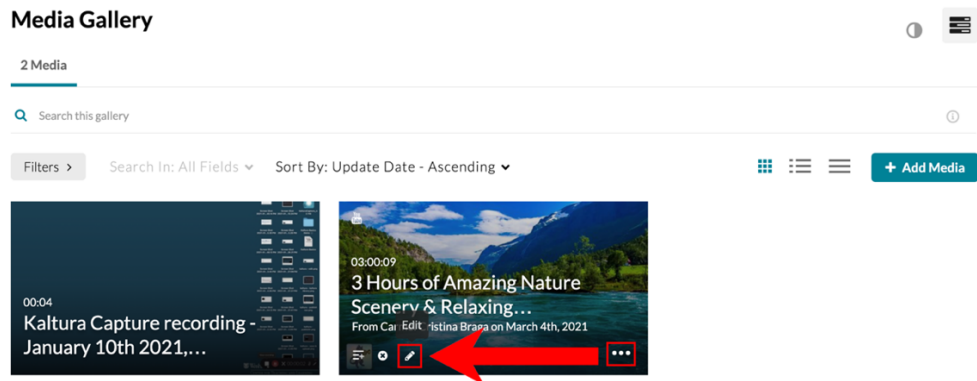 Media Gallery
2 Media
Search this gallery
Filters >
Search In: All Fields
Sort By: Update Date - Ascending
+ Add Media
00:04
Kaltura Capture recording -
January 10th 2021,...
03:00:09
3 Hours of Amazing Nature
Scenery & Relaxing...
From Ristina Braga on March 4th, 2021
Edit